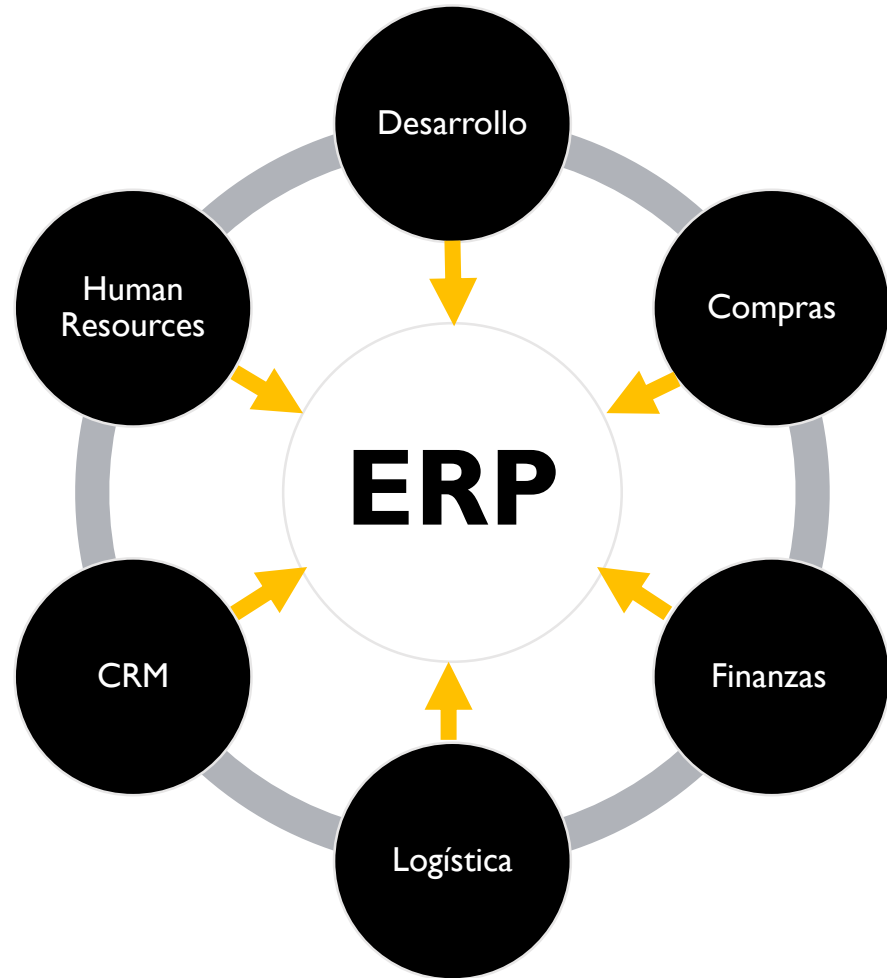 Desarrollo
Human
Resources
Compras
ERP
CRM
Finanzas
Logística